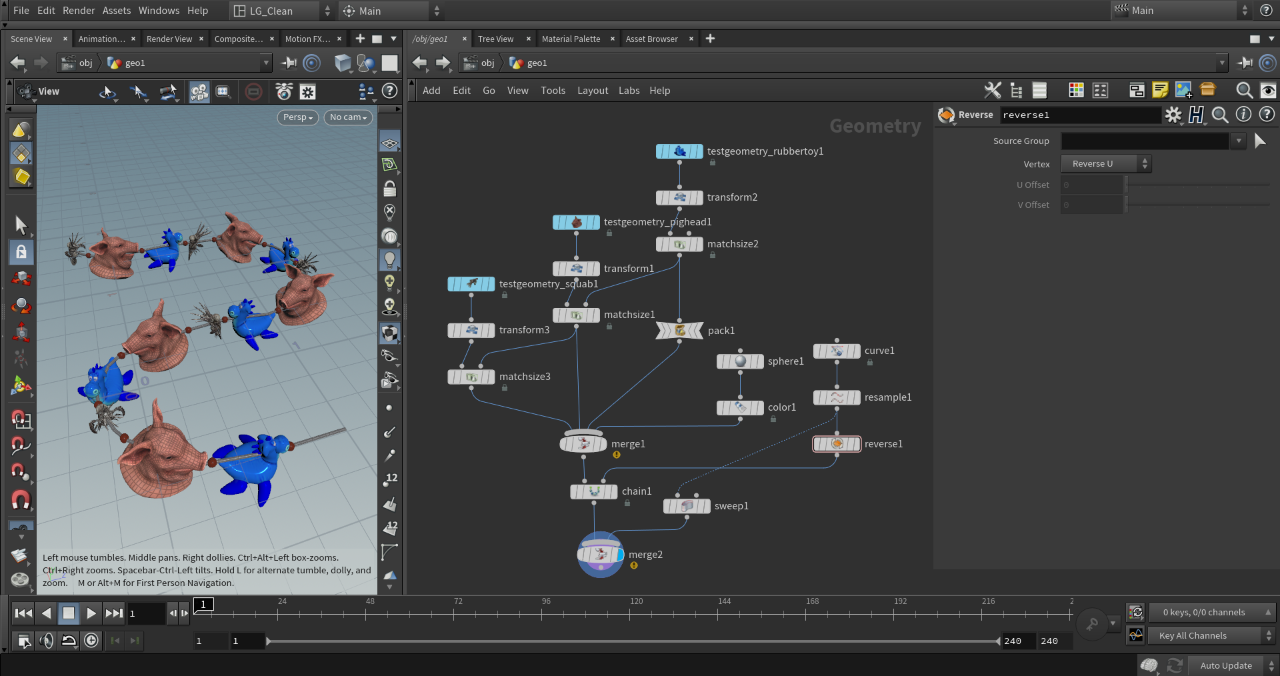 File Edit Render Assets Windows Help LG_Clean Main Main
Scene View Animation... Render View Composite... Motion FX...
/obj/geo1 Tree View Material Palette Asset Browser
obj geo1
obj geo1
View
Add Edit Go View Tools Layout Labs Help
Persp No cam
Geometry
Reverse reverse1
Source Group
Vertex Reverse U
U Offset 0
V Offset 0
testgeometry_rubbertoy1
transform2
testgeometry_pighead1
matchsize2
transform1
testgeometry_squab1
matchsize1
transform3
pack1
curve1
sphere1
matchsize3
resample1
color1
merge1
reverse1
chain1
sweep1
merge2
12
12
Left mouse tumbles. Middle pans. Right dollies. Ctrl+Alt+Left box-zooms.
Ctrl+Right zooms. Spacebar-Ctrl-Left tilts. Hold L for alternate tumble, dolly, and
zoom. M or Alt+M for First Person Navigation.
1 1 24 48 72 96 120 144 168 192 216 2
0 keys, 0/0 channels
1 1 240 240
Key All Channels
Auto Update